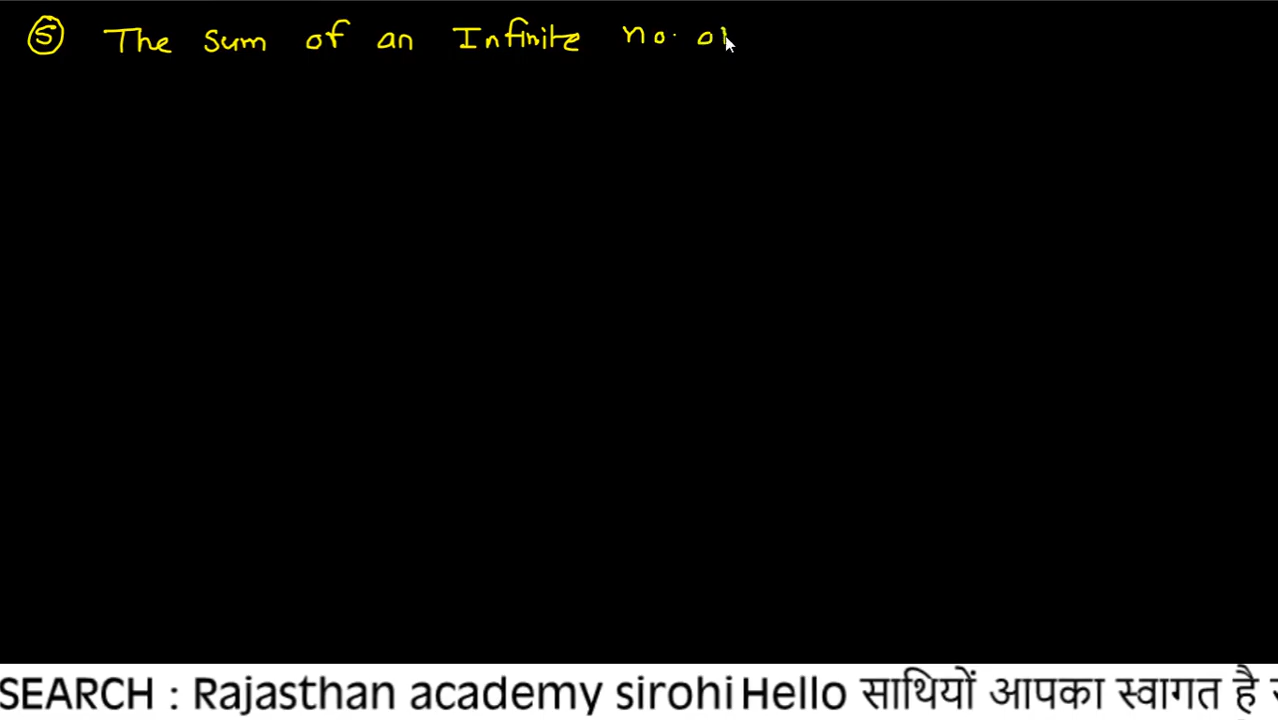 ⑤ The Sum of an Infinite no. of
SEARCH : Rajasthan academy sirohi Hello साथियों आपका स्वागत है